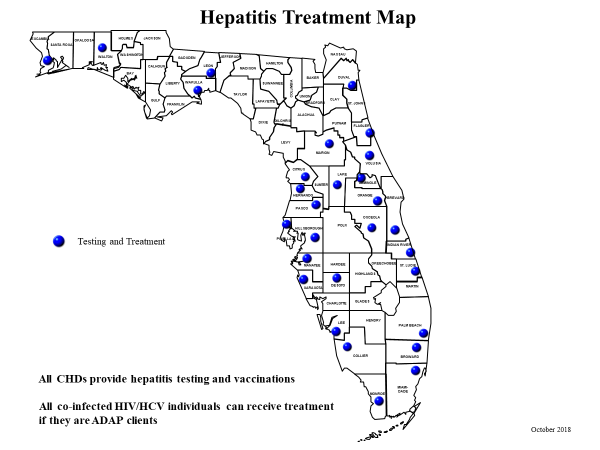 Hepatitis Treatment Map
NASSAU
HOLMES JACKSON
OKALOOSA
SANTA ROSA
WALTON
WASHINGTON
BAY
CALHOUN
GADSDEN
JEFFERSON
LEON
MADISON
HAMILTON
LIBERTY
WAKULLA
GULF
FRANKLIN
TAYLOR
SUWANNEE
COLUMBIA
BAKER
DUVAL
LAFAYETTE
UNION
BRADFORD
CLAY
ST. JOHNS
DIXIE
GILCHRIST
ALACHUA
PUTNAM
FLAGLER
LEVY
MARION
VOLUSIA
CITRUS
SUMTER
LAKE
SEMINOLE
HERNANDO
ORANGE
BREVARD
PASCO
OSCEOLA
HILLSBOROUGH
POLK
INDIAN RIVER
Testing and Treatment
MANATEE
HARDEE
OKEECHOBEE
ST. LUCIE
HIGHLANDS
SARASOTA
DE SOTO
MARTIN
CHARLOTTE
GLADES
LEE
HENDRY
PALM BEACH
COLLIER
BROWARD
All CHDs provide hepatitis testing and vaccinations
MIAMI-
DADE
MONROE
All co-infected HIV/HCV individuals can receive treatment
if they are ADAP clients
October 2018